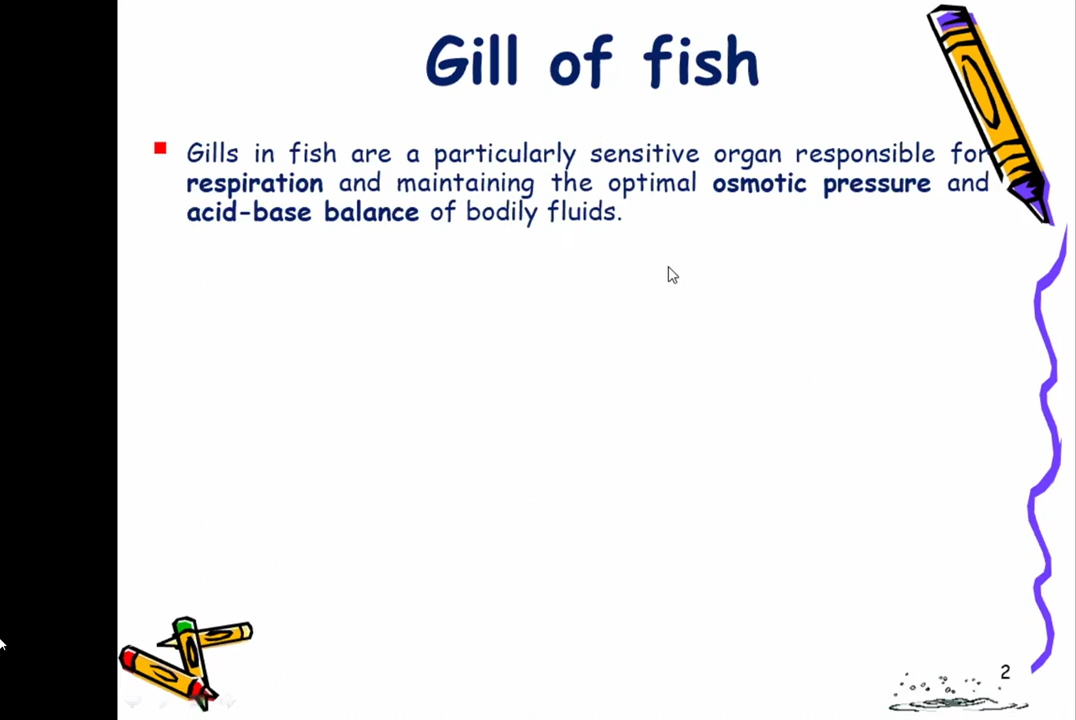 Gill of fish
Gills in fish are a particularly sensitive organ responsible for
respiration and maintaining the optimal osmotic pressure and
acid-base balance of bodily fluids.
2